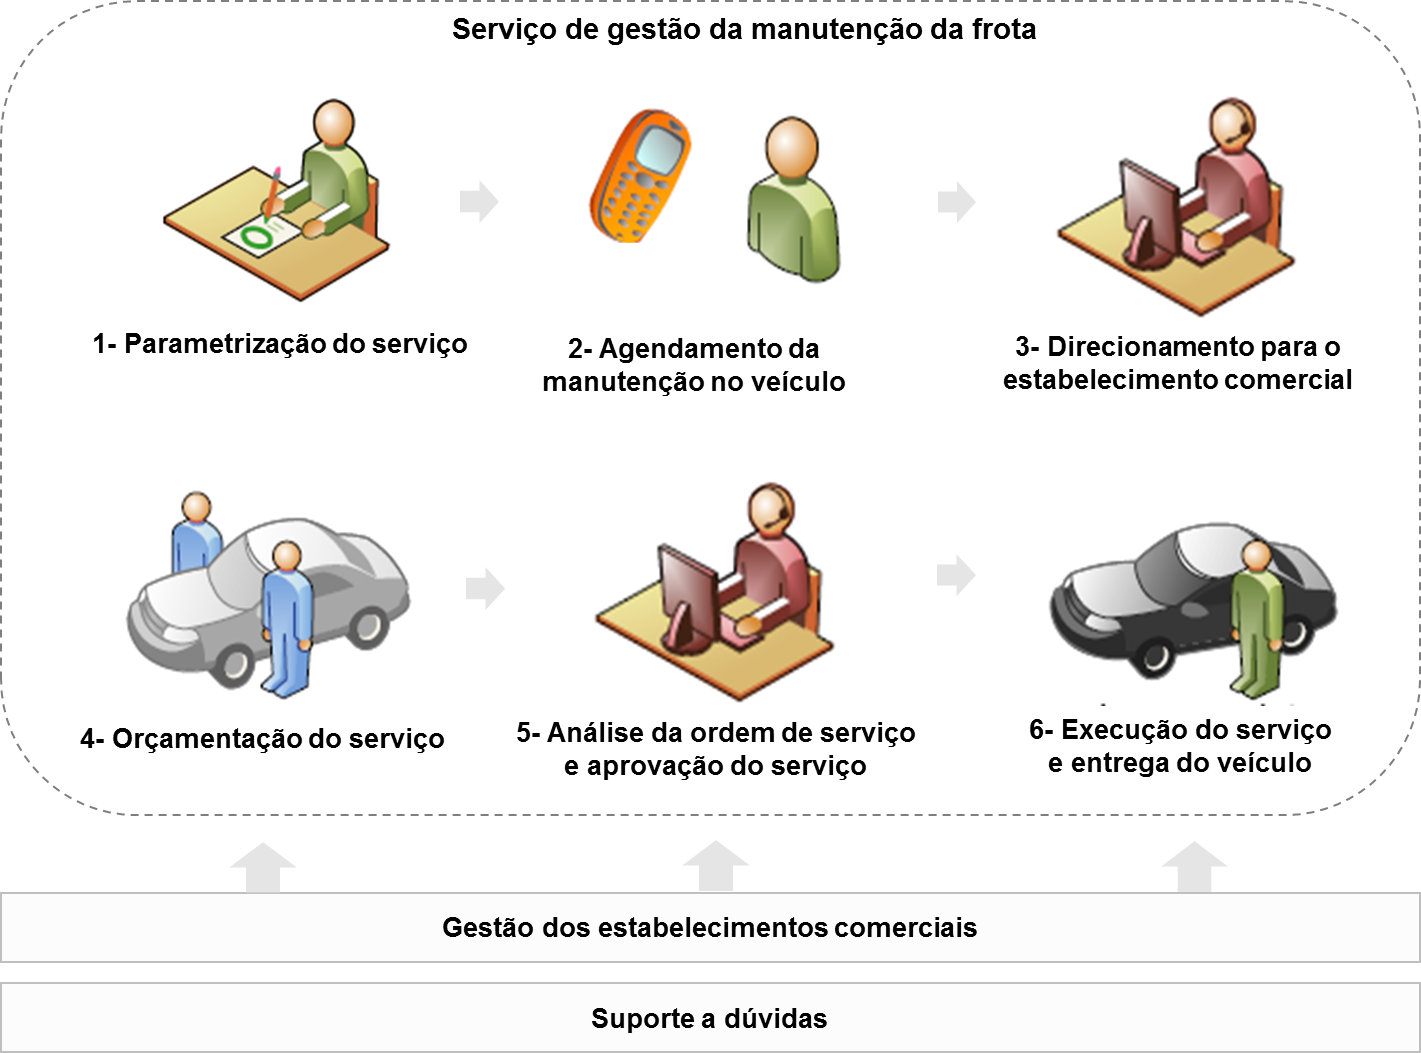 Serviço de gestão da manutenção da frota
1- Parametrização do serviço
2- Agendamento da
manutenção no veículo
3- Direcionamento para o
estabelecimento comercial
4- Orçamentação do serviço
5- Análise da ordem de serviço
e aprovação do serviço
6- Execução do serviço
e entrega do veículo
Gestão dos estabelecimentos comerciais
Suporte a dúvidas